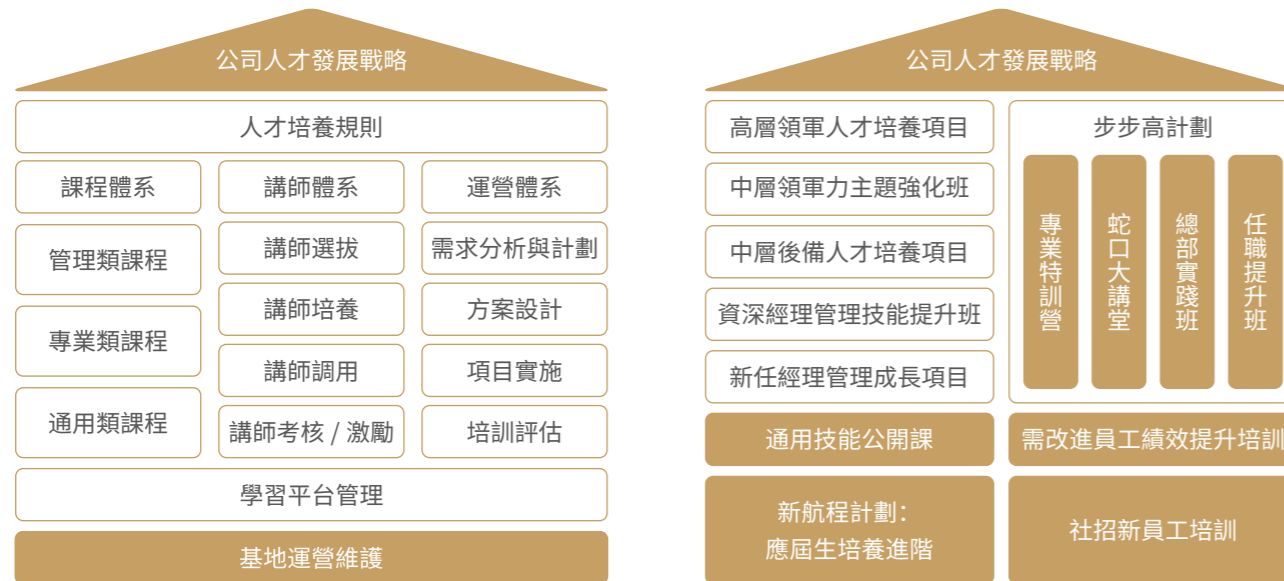 公司人才發展戰略
人才培養規則
課程體系
管理類課程
專業類課程
通用類課程
講師體系
講師選拔
講師培養
講師調用
講師考核 / 激勵
運營體系
需求分析與計劃
方案設計
項目實施
培訓評估
學習平台管理
基地運營維護
公司人才發展戰略
高層領軍人才培養項目
中層領軍力主題強化班
中層後備人才培養項目
資深經理管理技能提升班
新任經理管理成長項目
步步高計劃
專業特訓營
蛇口大講堂
總部實踐班
任職提升班
通用技能公開課
需改進員工績效提升培訓
新航程計劃：
應屆生培養進階
社招新員工培訓